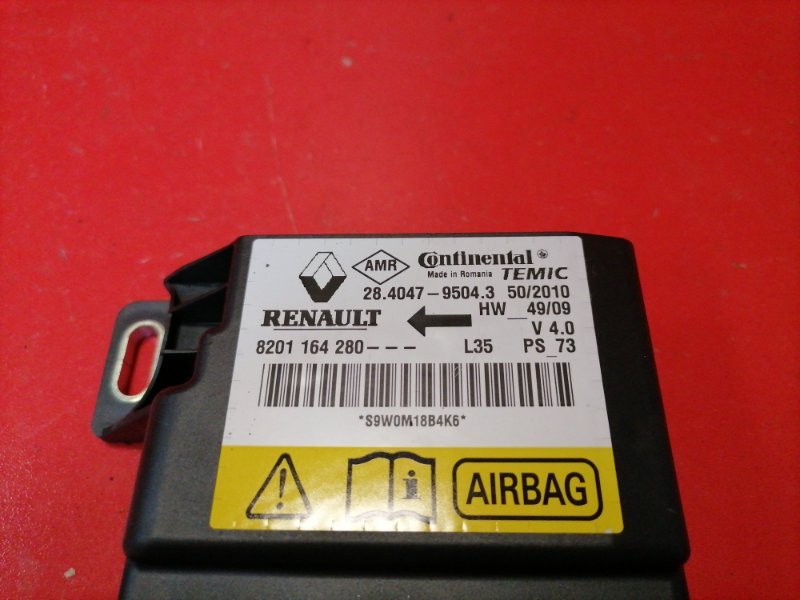 AMR Continental
Made in Romania TEMIC
28.4047-9504.3 50/2010
RENAULT HW__49/09
V 4.0
8201 164 280--- L35 PS_73
*S9W0M18B4K6*
i AIRBAG